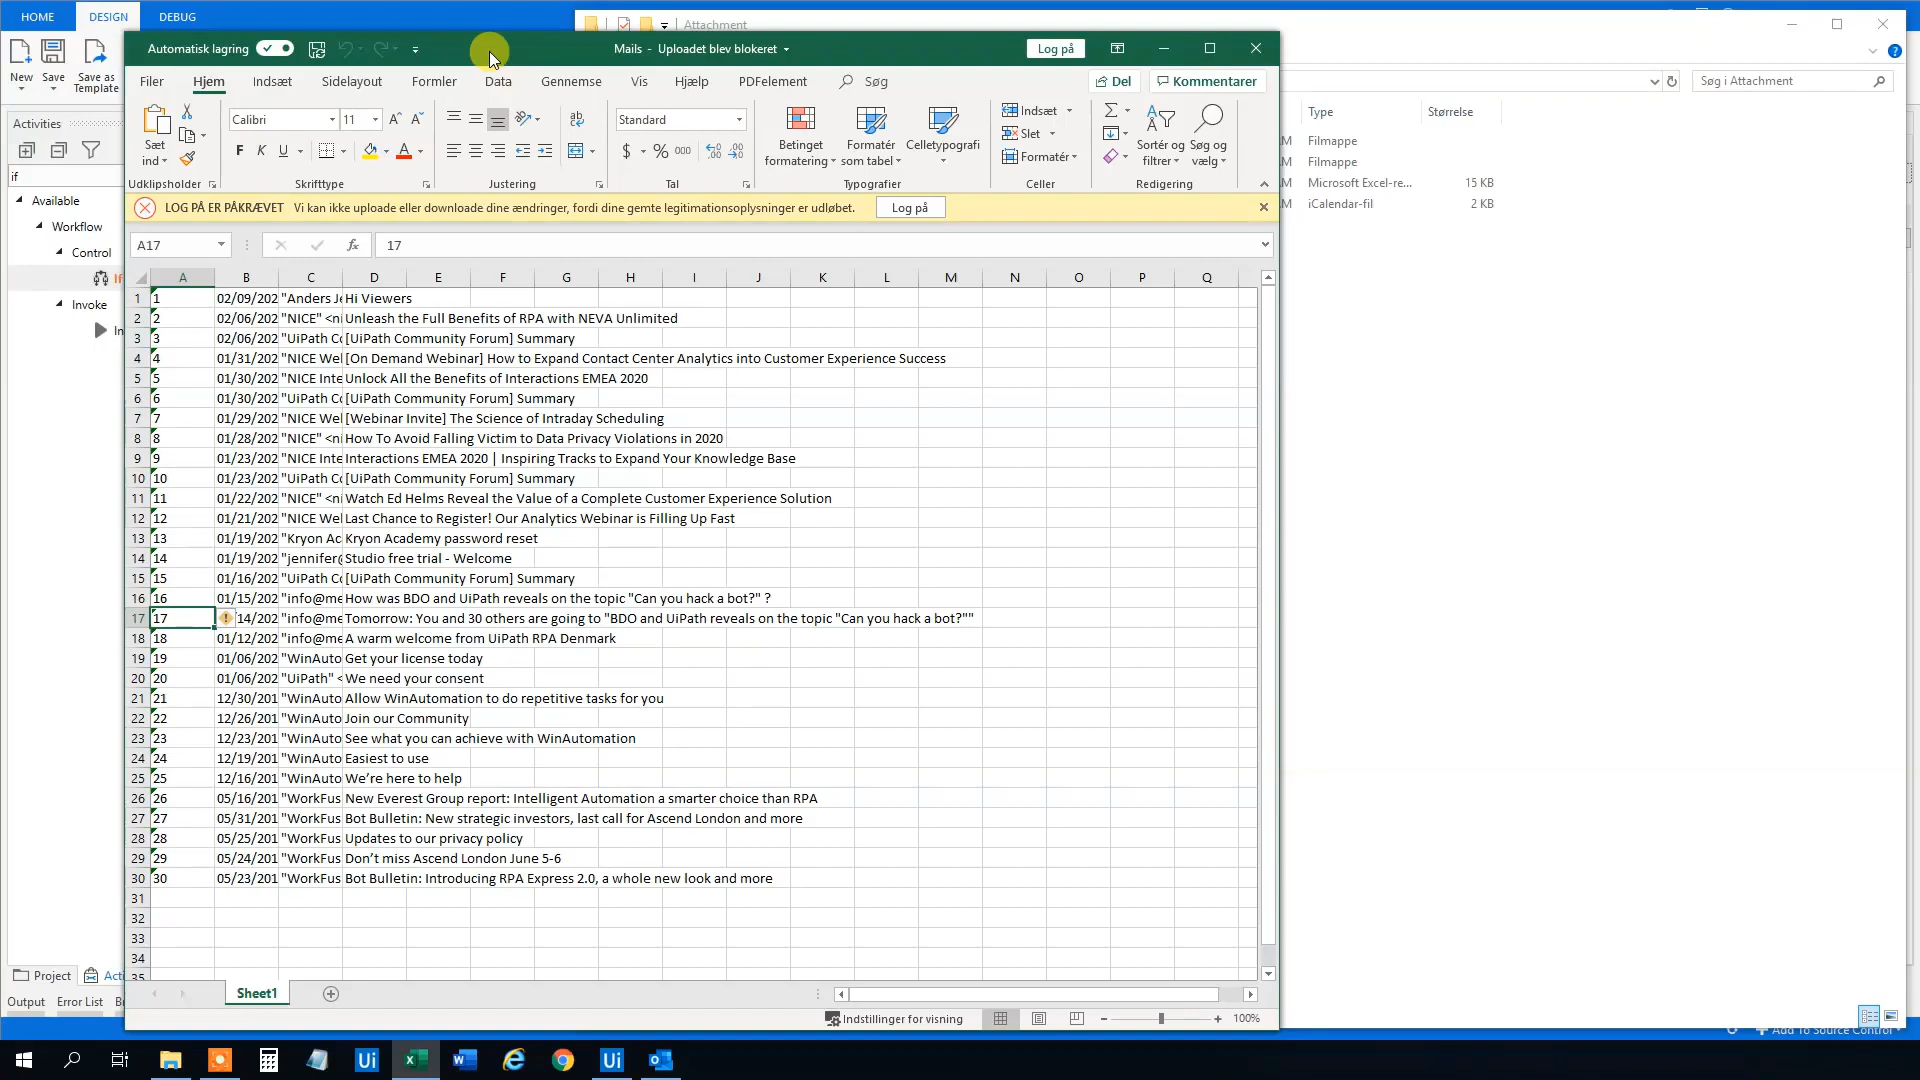 HOME DESIGN DEBUG
Attachment
Automatisk lagring Mails - Uploadet blev blokeret Log på
New Save Save as Template
Filer Hjem Indsæt Sidelayout Formler Data Gennemse Vis Hjælp PDFelement Søg Del Kommentarer
Søg i Attachment
Type Størrelse
Filmappe
Filmappe
Microsoft Excel-re... 15 KB
iCalendar-fil 2 KB
Activities
if
Available
Workflow
Control
If
Invoke
In
Sæt ind Calibri 11 Standard
Betinget formatering Formatér som tabel Celletypografi
Indsæt
Slet
Formatér
Sortér og filtrer Søg og vælg
Udklipsholder Skrifttype Justering Tal Typografier Celler Redigering
LOG PÅ ER PÅKRÆVET Vi kan ikke uploade eller downloade dine ændringer, fordi dine gemte legitimationsoplysninger er udløbet. Log på
A17 fx 17
A B C D E F G H I J K L M N O P Q
1 1 02/09/202 "Anders Je Hi Viewers
2 2 02/06/202 "NICE" <ni Unleash the Full Benefits of RPA with NEVA Unlimited
3 3 02/06/202 "UiPath Co [UiPath Community Forum] Summary
4 4 01/31/202 "NICE Wel [On Demand Webinar] How to Expand Contact Center Analytics into Customer Experience Success
5 5 01/30/202 "NICE Inte Unlock All the Benefits of Interactions EMEA 2020
6 6 01/30/202 "UiPath Co [UiPath Community Forum] Summary
7 7 01/29/202 "NICE Wel [Webinar Invite] The Science of Intraday Scheduling
8 8 01/28/202 "NICE" <ni How To Avoid Falling Victim to Data Privacy Violations in 2020
9 9 01/23/202 "NICE Inte Interactions EMEA 2020 | Inspiring Tracks to Expand Your Knowledge Base
10 10 01/23/202 "UiPath Co [UiPath Community Forum] Summary
11 11 01/22/202 "NICE" <ni Watch Ed Helms Reveal the Value of a Complete Customer Experience Solution
12 12 01/21/202 "NICE Wel Last Chance to Register! Our Analytics Webinar is Filling Up Fast
13 13 01/19/202 "Kryon Ac Kryon Academy password reset
14 14 01/19/202 "jennifer@ Studio free trial - Welcome
15 15 01/16/202 "UiPath Co [UiPath Community Forum] Summary
16 16 01/15/202 "info@me How was BDO and UiPath reveals on the topic "Can you hack a bot?" ?
17 17 14/202 "info@me Tomorrow: You and 30 others are going to "BDO and UiPath reveals on the topic "Can you hack a bot?""
18 18 01/12/202 "info@me A warm welcome from UiPath RPA Denmark
19 19 01/06/202 "WinAuto Get your license today
20 20 01/06/202 "UiPath" < We need your consent
21 21 12/30/201 "WinAuto Allow WinAutomation to do repetitive tasks for you
22 22 12/26/201 "WinAuto Join our Community
23 23 12/23/201 "WinAuto See what you can achieve with WinAutomation
24 24 12/19/201 "WinAuto Easiest to use
25 25 12/16/201 "WinAuto We're here to help
26 26 05/16/201 "WorkFus New Everest Group report: Intelligent Automation a smarter choice than RPA
27 27 05/31/201 "WorkFus Bot Bulletin: New strategic investors, last call for Ascend London and more
28 28 05/25/201 "WorkFus Updates to our privacy policy
29 29 05/24/201 "WorkFus Don't miss Ascend London June 5-6
30 30 05/23/201 "WorkFus Bot Bulletin: Introducing RPA Express 2.0, a whole new look and more
31
32
33
34
35
Project Acti
Output Error List
Sheet1
Indstillinger for visning 100%
Add To Source Control